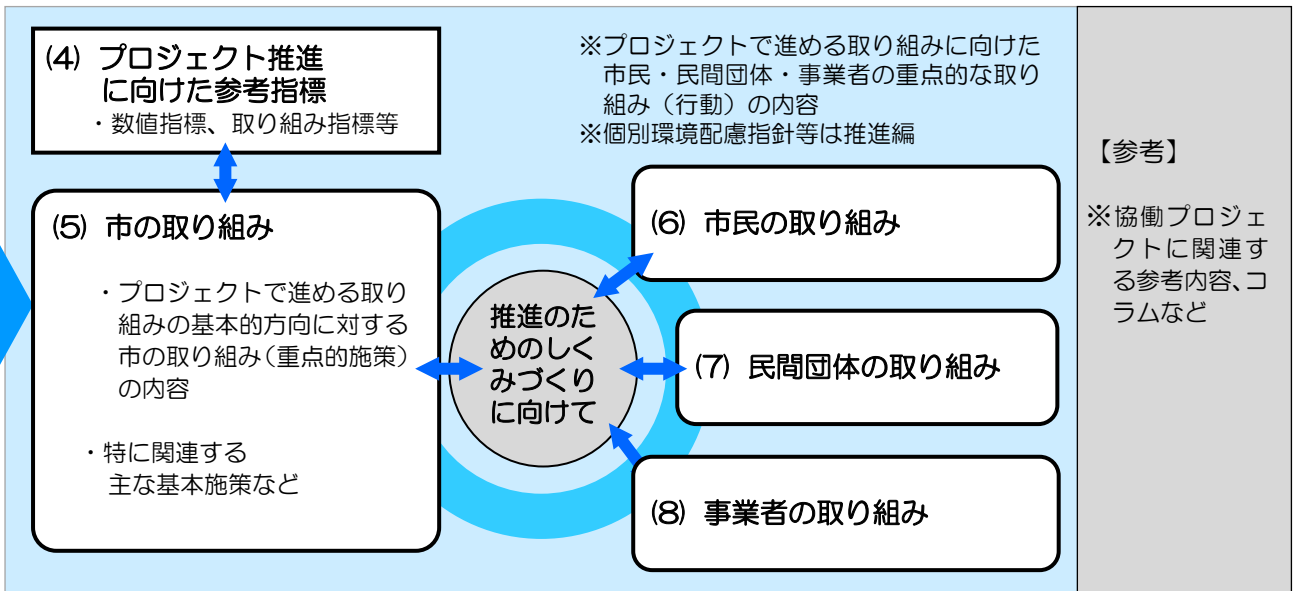 (4) プロジェクト推進
に向けた参考指標
・数値指標、取り組み指標等
※プロジェクトで進める取り組みに向けた
市民・民間団体・事業者の重点的な取り
組み（行動）の内容
※個別環境配慮指針等は推進編
(5) 市の取り組み
・プロジェクトで進める取り
組みの基本的方向に対する
市の取り組み（重点的施策）
の内容
・特に関連する
主な基本施策など
推進のた
めのしく
みづくり
に向けて
(6) 市民の取り組み
(7) 民間団体の取り組み
(8) 事業者の取り組み
【参考】
※協働プロジェ
クトに関連す
る参考内容、コ
ラムなど